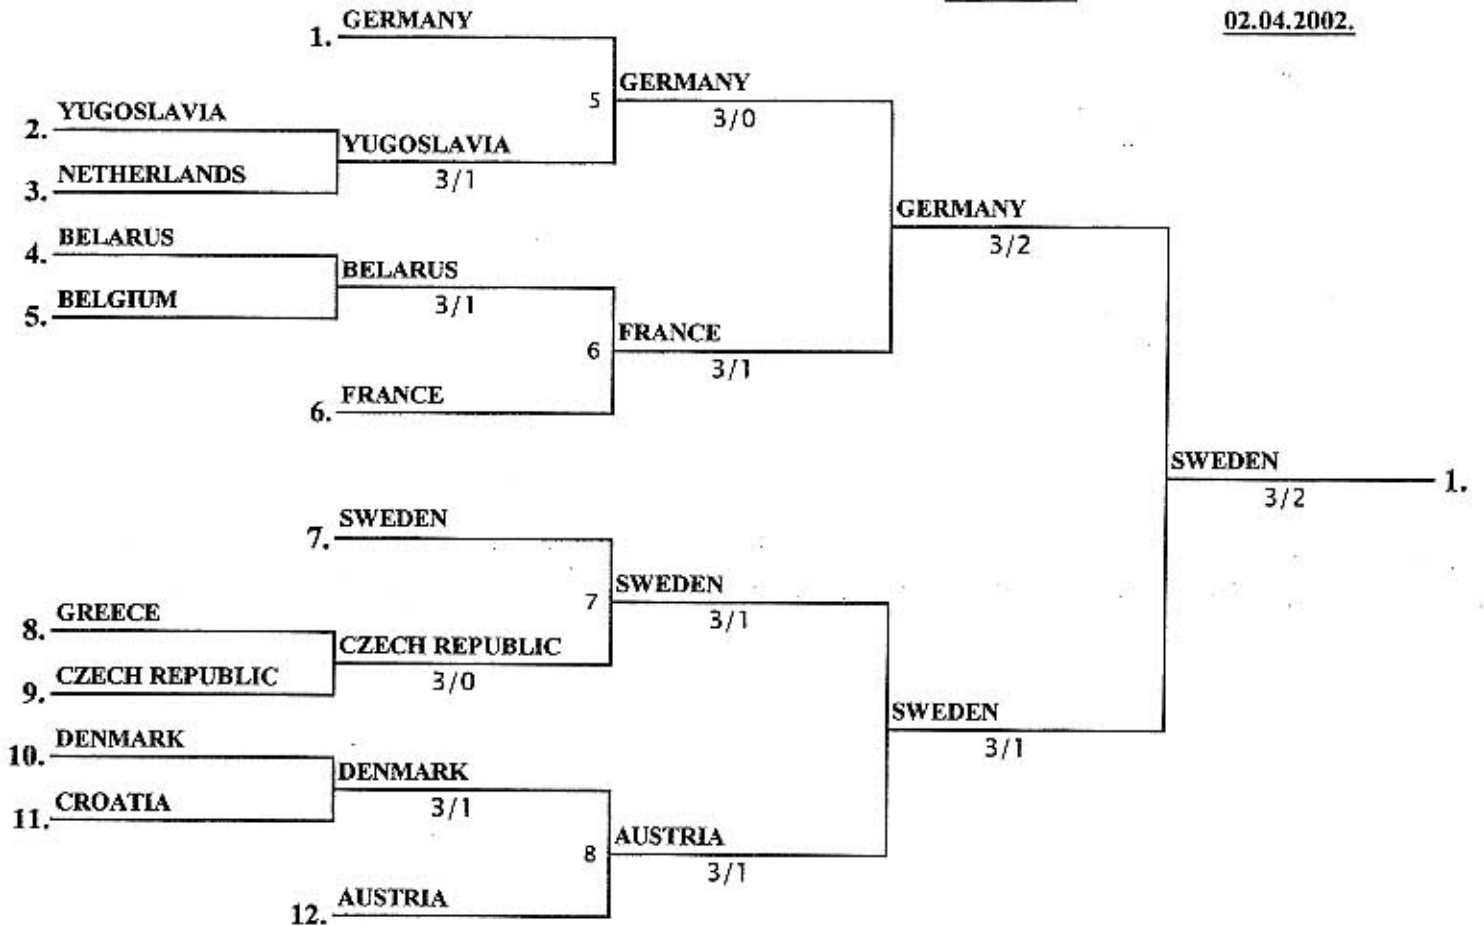 02.04.2002.
1. GERMANY
5 GERMANY
3/0
2. YUGOSLAVIA
YUGOSLAVIA
3/1
3. NETHERLANDS
GERMANY
3/2
4. BELARUS
BELARUS
3/1
5. BELGIUM
6 FRANCE
3/1
6. FRANCE
SWEDEN 1.
3/2
7. SWEDEN
7 SWEDEN
3/1
8. GREECE
CZECH REPUBLIC
3/0
9. CZECH REPUBLIC
SWEDEN
3/1
10. DENMARK
DENMARK
3/1
11. CROATIA
8 AUSTRIA
3/1
12. AUSTRIA